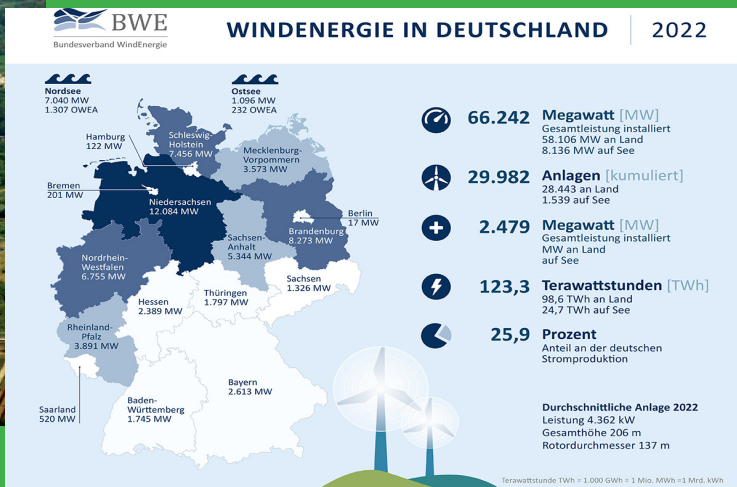 BWE
Bundesverband WindEnergie
WINDENERGIE IN DEUTSCHLAND | 2022
Nordsee
7.040 MW
1.307 OWEA
Ostsee
1.096 MW
232 OWEA
Hamburg
122 MW
Schleswig-
Holstein
7.456 MW
Mecklenburg-
Vorpommern
3.573 MW
Bremen
201 MW
Niedersachsen
12.084 MW
Berlin
17 MW
Brandenburg
8.273 MW
Sachsen-
Anhalt
5.344 MW
Nordrhein-
Westfalen
6.755 MW
Sachsen
1.326 MW
Thüringen
1.797 MW
Hessen
2.389 MW
Rheinland-
Pfalz
3.891 MW
Bayern
2.613 MW
Saarland
520 MW
Baden-
Württemberg
1.745 MW
66.242 Megawatt [MW]
Gesamtleistung installiert
58.106 MW an Land
8.136 MW auf See
29.982 Anlagen [kumuliert]
28.443 an Land
1.539 auf See
2.479 Megawatt [MW]
Gesamtleistung installiert
MW an Land
auf See
123,3 Terawattstunden [TWh]
98,6 TWh an Land
24,7 TWh auf See
25,9 Prozent
Anteil an der deutschen
Stromproduktion
Durchschnittliche Anlage 2022
Leistung 4.362 kW
Gesamthöhe 206 m
Rotordurchmesser 137 m
Terawattstunde TWh = 1.000 GWh = 1 Mio. MWh =1 Mrd. kWh